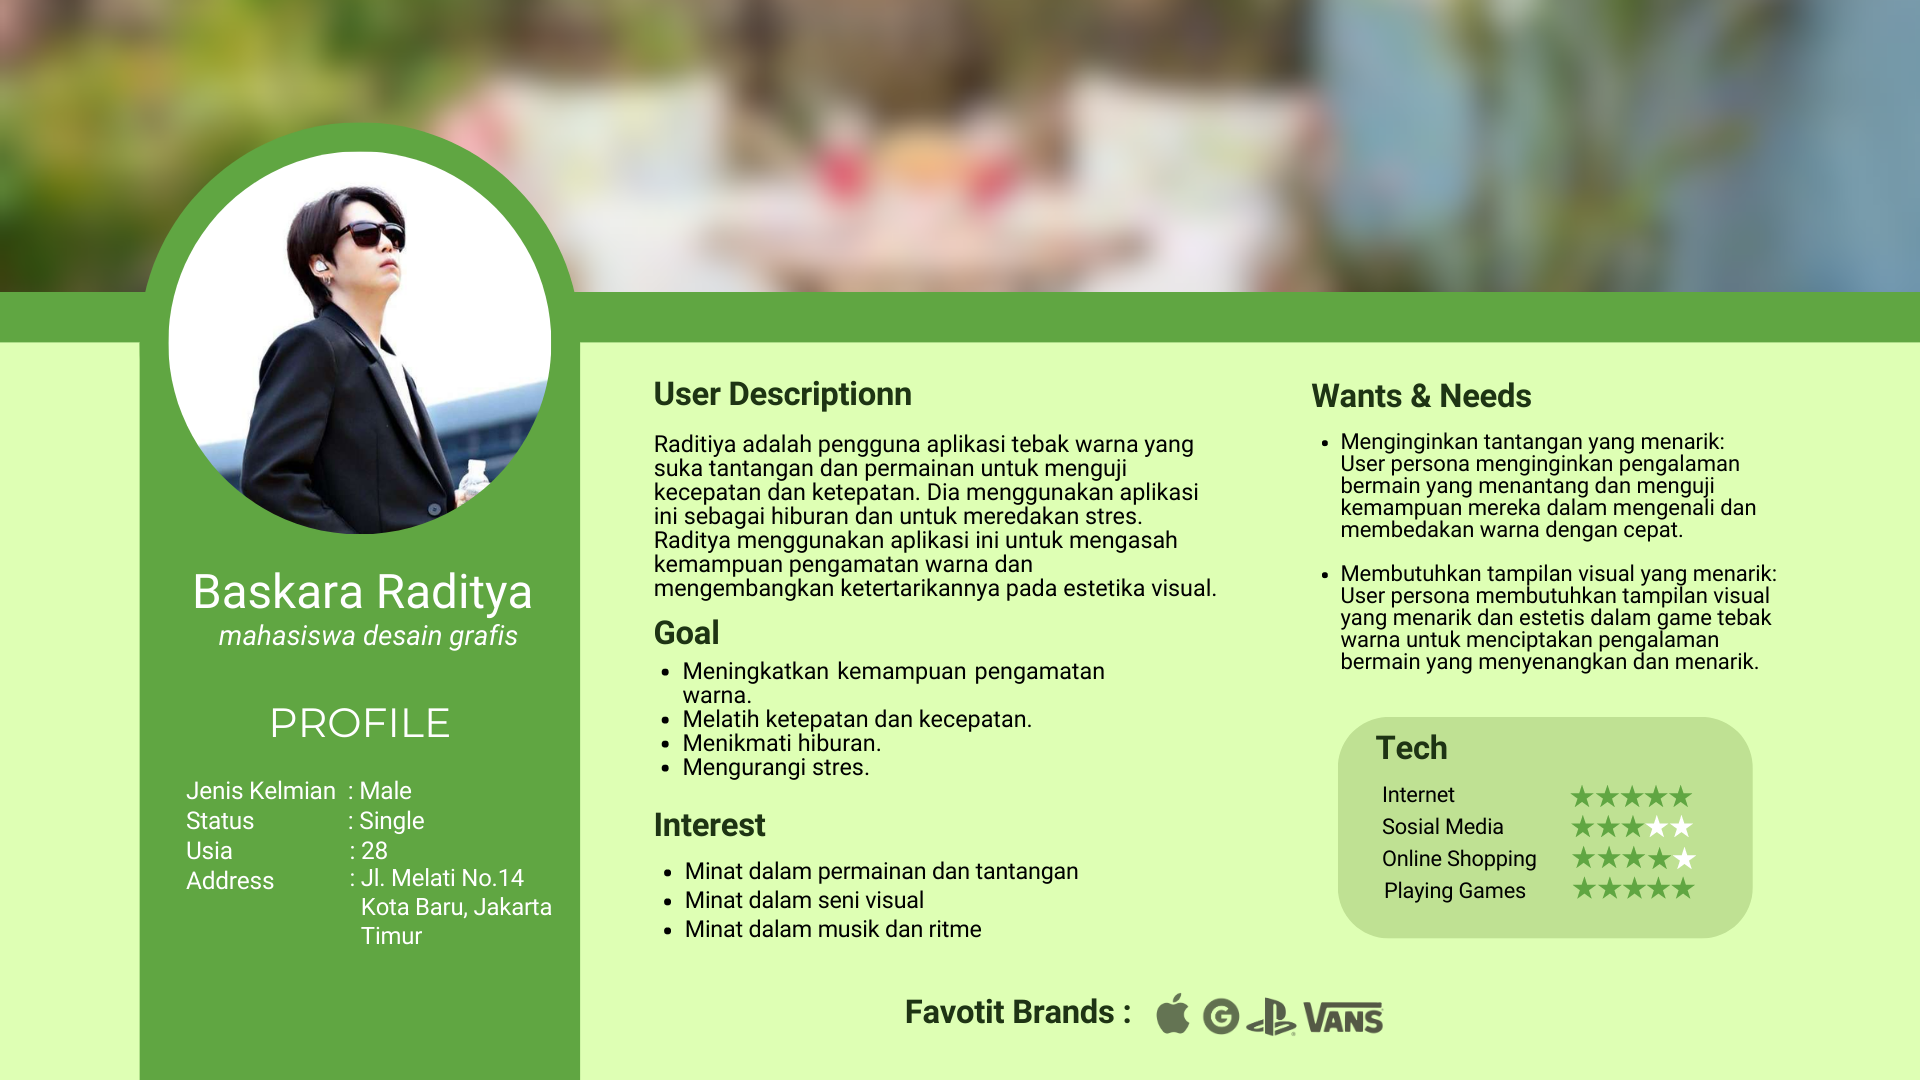 Baskara Raditya
mahasiswa desain grafis
PROFILE
Jenis Kelmian : Male
Status : Single
Usia : 28
Address : Jl. Melati No.14
Kota Baru, Jakarta
Timur
User Descriptionn
Raditiya adalah pengguna aplikasi tebak warna yang
suka tantangan dan permainan untuk menguji
kecepatan dan ketepatan. Dia menggunakan aplikasi
ini sebagai hiburan dan untuk meredakan stres.
Raditya menggunakan aplikasi ini untuk mengasah
kemampuan pengamatan warna dan
mengembangkan ketertarikannya pada estetika visual.
Goal
• Meningkatkan kemampuan pengamatan
warna.
• Melatih ketepatan dan kecepatan.
• Menikmati hiburan.
• Mengurangi stres.
Interest
• Minat dalam permainan dan tantangan
• Minat dalam seni visual
• Minat dalam musik dan ritme
Wants & Needs
• Menginginkan tantangan yang menarik:
User persona menginginkan pengalaman
bermain yang menantang dan menguji
kemampuan mereka dalam mengenali dan
membedakan warna dengan cepat.
• Membutuhkan tampilan visual yang menarik:
User persona membutuhkan tampilan visual
yang menarik dan estetis dalam game tebak
warna untuk menciptakan pengalaman
bermain yang menyenangkan dan menarik.
Tech
Internet
Sosial Media
Online Shopping
Playing Games
Favotit Brands :
G
VANS